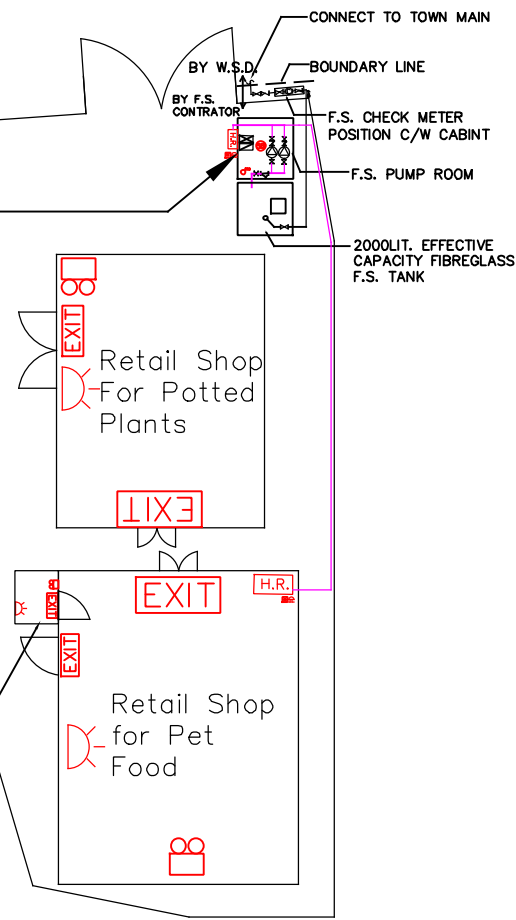 CONNECT TO TOWN MAIN
BY W.S.D.
BOUNDARY LINE
BY F.S.
CONTRATOR
F.S. CHECK METER
POSITION C/W CABINT
H.R.
F.S. PUMP ROOM
2000LIT. EFFECTIVE
CAPACITY FIBREGLASS
F.S. TANK
EXIT
Retail Shop
For Potted
Plants
EXIT
EXIT
H.R.
EXIT
EXIT
Retail Shop
for Pet
Food